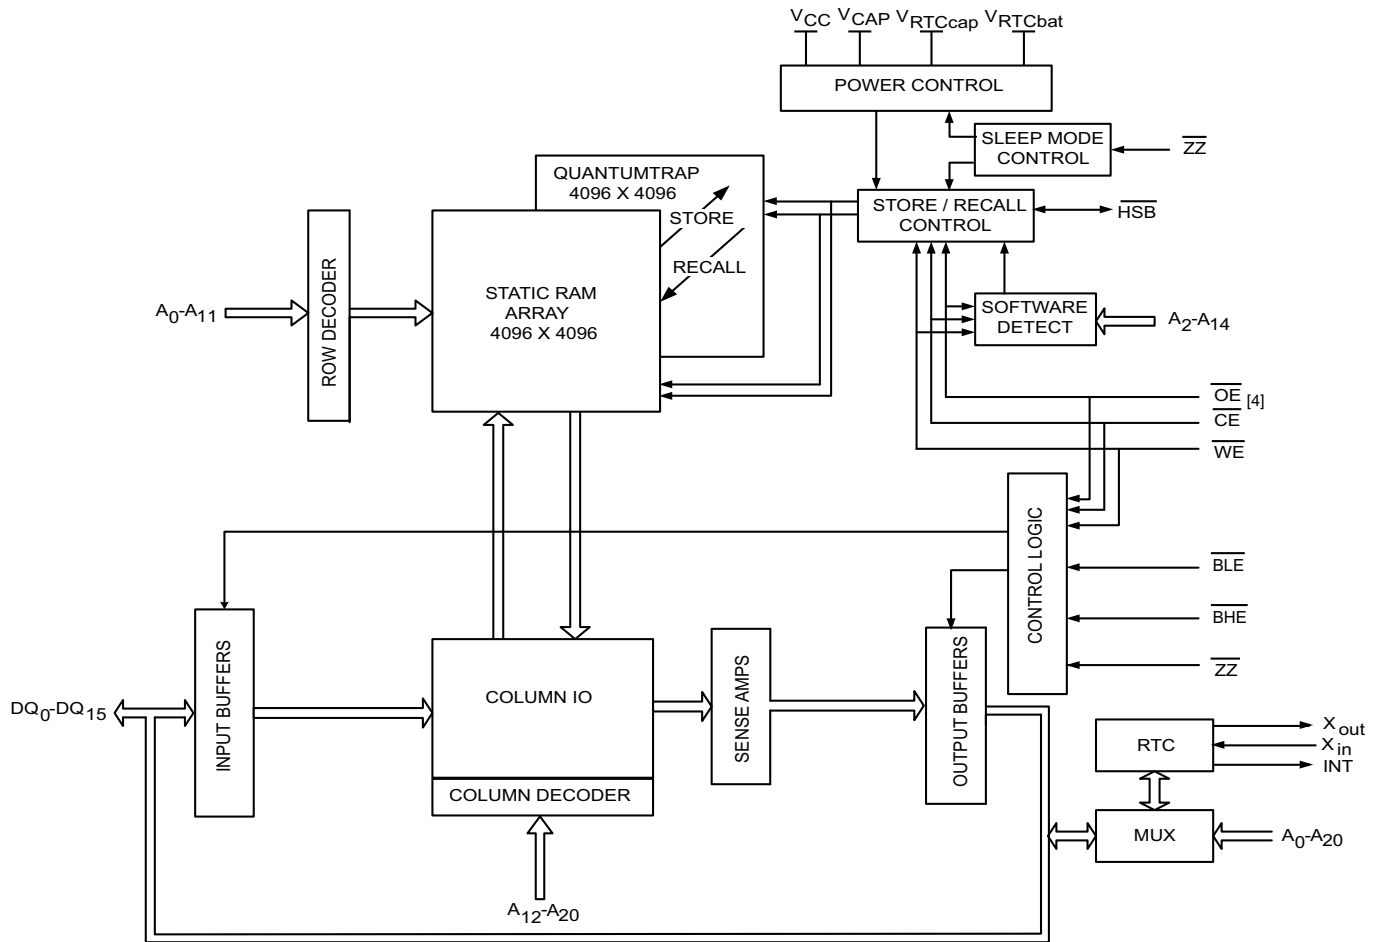 VCC VCAP VRTCcap VRTCbat
POWER CONTROL
SLEEP MODE
CONTROL
ZZ
QUANTUMTRAP
4096 X 4096
STORE
RECALL
STORE / RECALL
CONTROL
HSB
ROW DECODER
A0-A11
STATIC RAM
ARRAY
4096 X 4096
SOFTWARE
DETECT
A2-A14
OE [4]
CE
WE
CONTROL LOGIC
BLE
BHE
ZZ
INPUT BUFFERS
DQ0-DQ15
COLUMN IO
COLUMN DECODER
SENSE AMPS
OUTPUT BUFFERS
RTC
Xout
Xin
INT
MUX
A0-A20
A12-A20